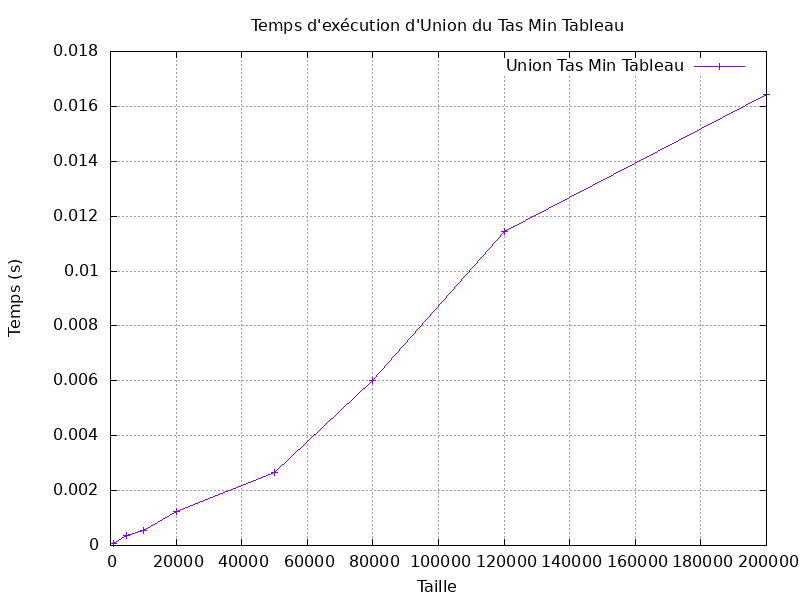 Temps d'exécution d'Union du Tas Min Tableau
Union Tas Min Tableau
0.018
0.016
0.014
0.012
0.01
0.008
0.006
0.004
0.002
0
Temps (s)
0 20000 40000 60000 80000 100000 120000 140000 160000 180000 200000
Taille